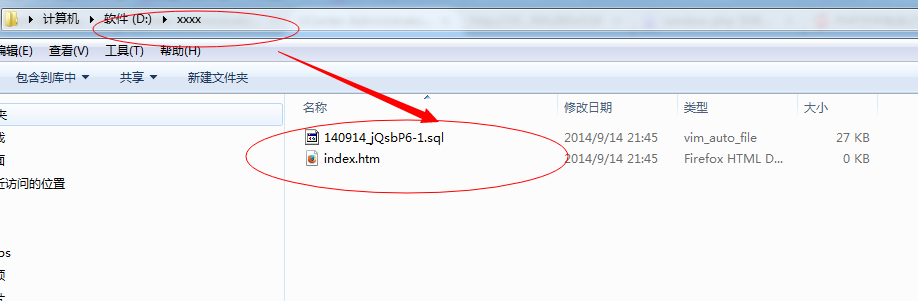 计算机 软件 (D:) xxxx
编辑(E) 查看(V) 工具(T) 帮助(H)
包含到库中 共享 新建文件夹
夹
名称 修改日期 类型 大小
140914_jQsbP6-1.sql 2014/9/14 21:45 vim_auto_file 27 KB
index.htm 2014/9/14 21:45 Firefox HTML D... 0 KB
面
近访问的位置